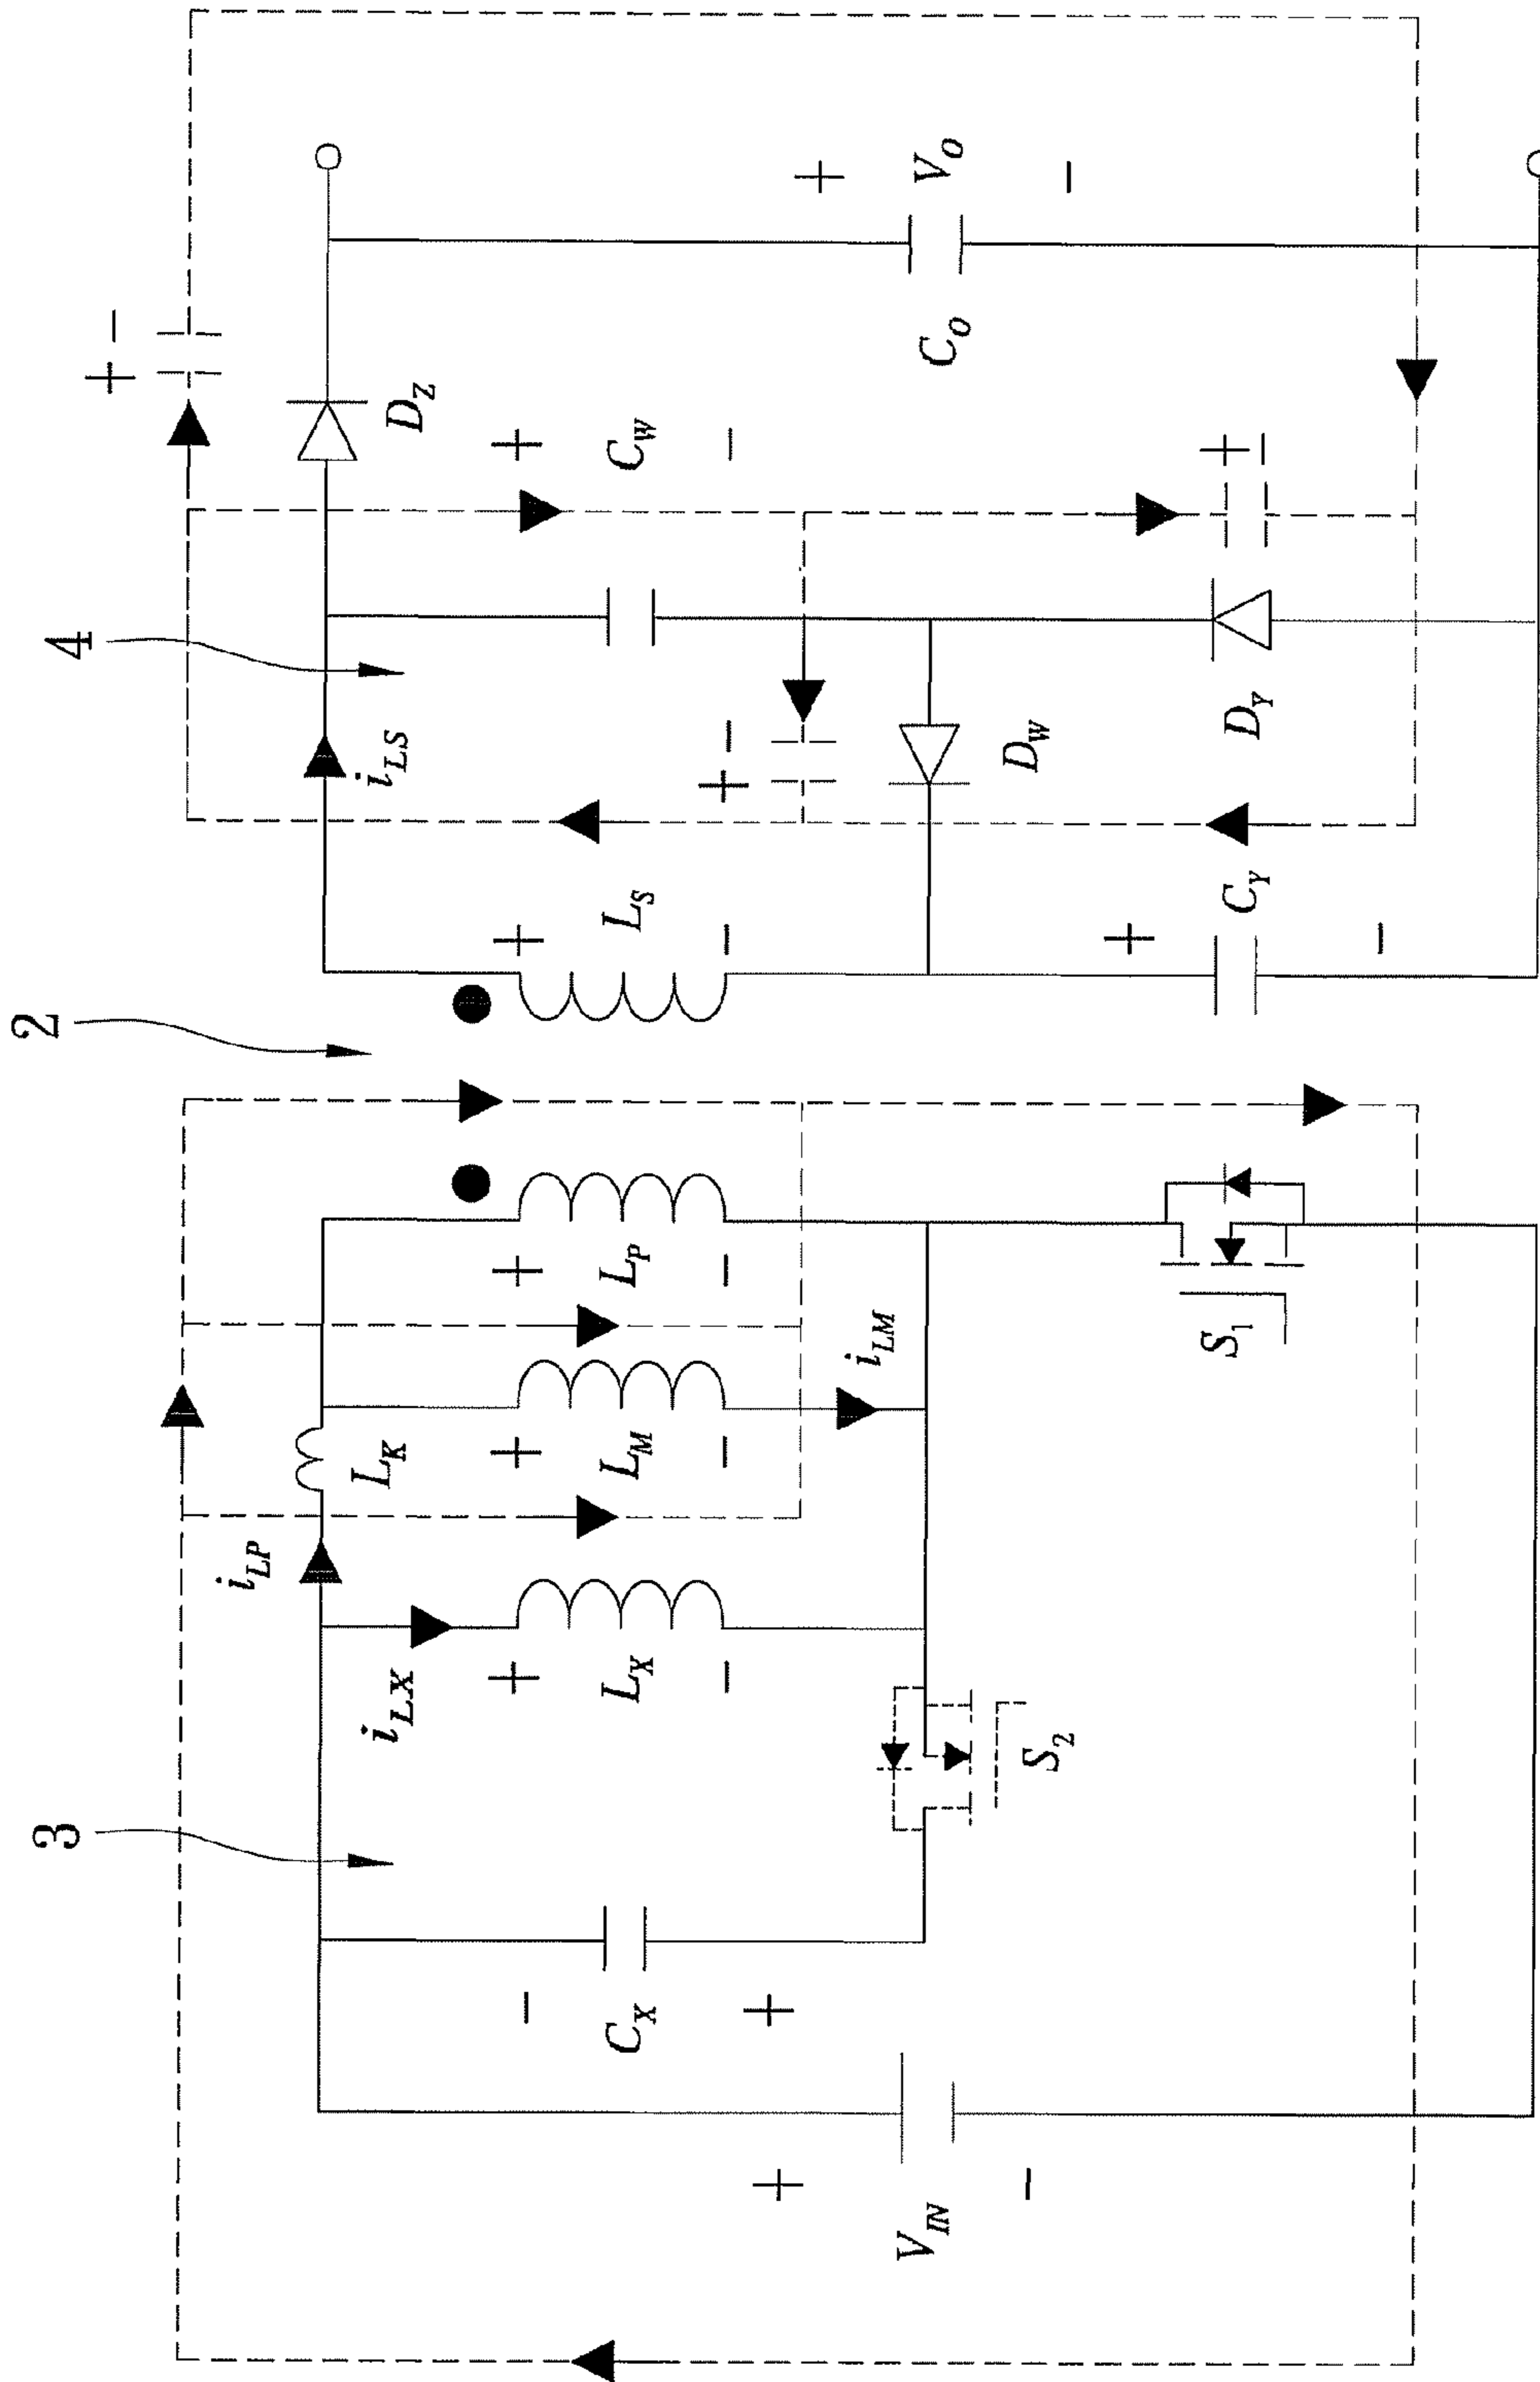 3
2
4
i_LP
i_LS
D_Z
+ -
L_K
i_LX
- C_X +
+ L_X -
+ L_M -
+ L_P -
+ L_S -
+ C_W -
+ -
i_LM
S_2
D_W
+ V_IN -
+ V_O -
C_O
S_1
+ C_Y -
D_Y
+ -